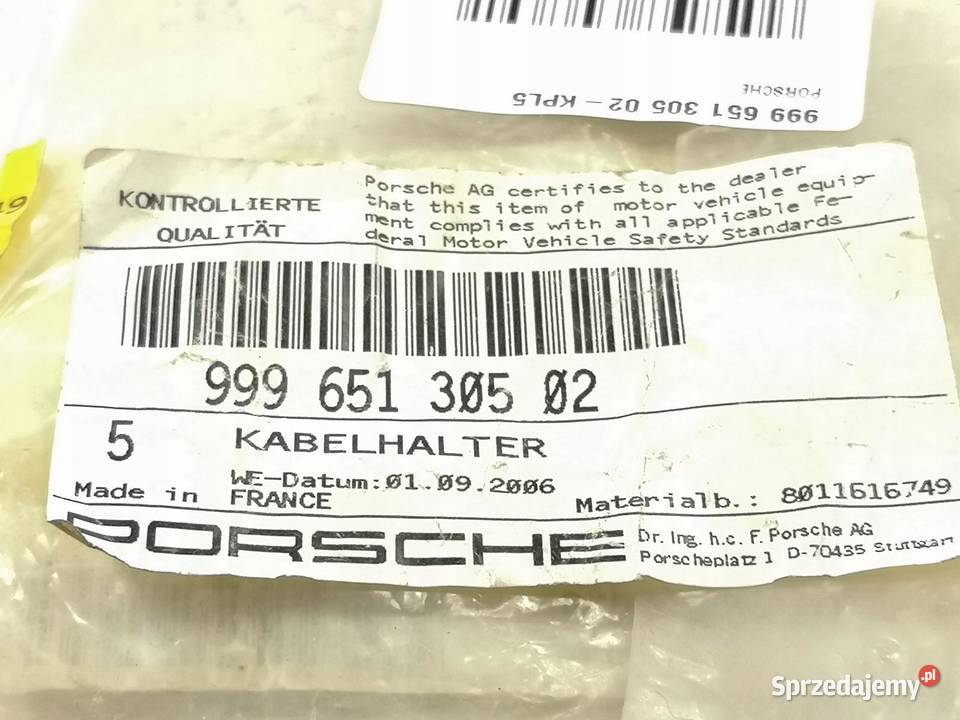 PORSCHE
999 651 305 02 - KPL5
KONTROLLIERTE
QUALITÄT
Porsche AG certifies to the dealer
that this item of motor vehicle equip-
ment complies with all applicable Fe-
deral Motor Vehicle Safety Standards
999 651 305 02
5 KABELHALTER
WE-Datum:01.09.2006
Made in FRANCE
Materialb.: 8011616749
PORSCHE
Dr. Ing. h.c. F. Porsche AG
Porscheplatz 1 D-70435 Stuttgart
Sprzedajemy.pl